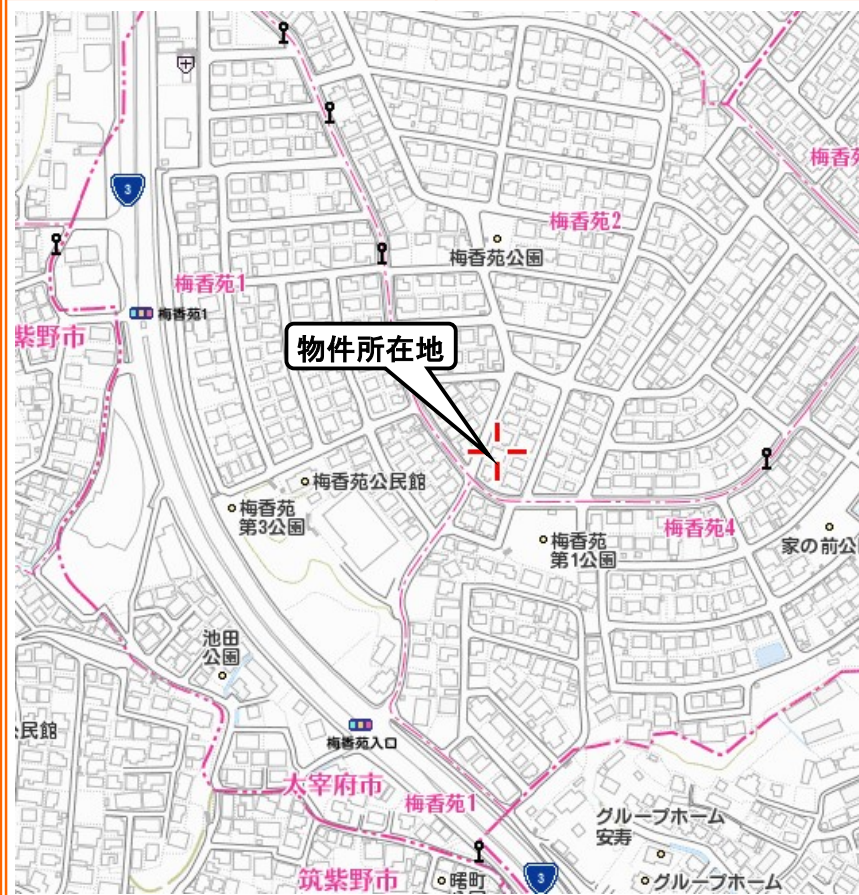 3
梅香苑
梅香苑2
梅香苑公園
梅香苑1
梅香苑1
紫野市
物件所在地
梅香苑公民館
梅香苑
第3公園
梅香苑
第1公園
梅香苑4
家の前公
池田
公園
民館
梅香苑入口
太宰府市
梅香苑1
グループホーム
安寿
筑紫野市
曙町
3
グループホーム